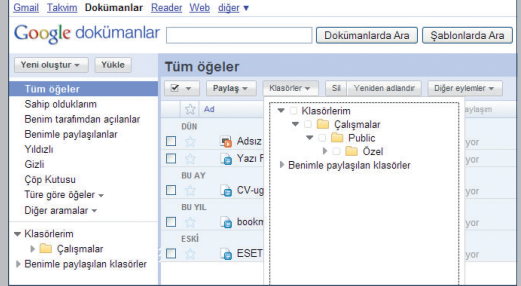 Gmail Takvim Dokümanlar Reader Web diğer ▼
Google dokümanlar Dokümanlarda Ara Şablonlarda Ara
Yeni oluştur Yükle
Tüm öğeler
Sahip olduklarım
Benim tarafımdan açılanlar
Benimle paylaşılanlar
Yıldızlı
Gizli
Çöp Kutusu
Türe göre öğeler
Diğer aramalar
Klasörlerim
Çalışmalar
Benimle paylaşılan klasörler
Tüm öğeler
Paylaş Klasörler Sil Yeniden adlandır Diğer eylemler
Ad
DÜN
Adsız
Yazı
BU AY
CV-ug
BU YIL
bookm
ESKİ
ESET
Klasörlerim
Çalışmalar
Public
Özel
Benimle paylaşılan klasörler
aylaşım
yor
yor
yor
yor
yor